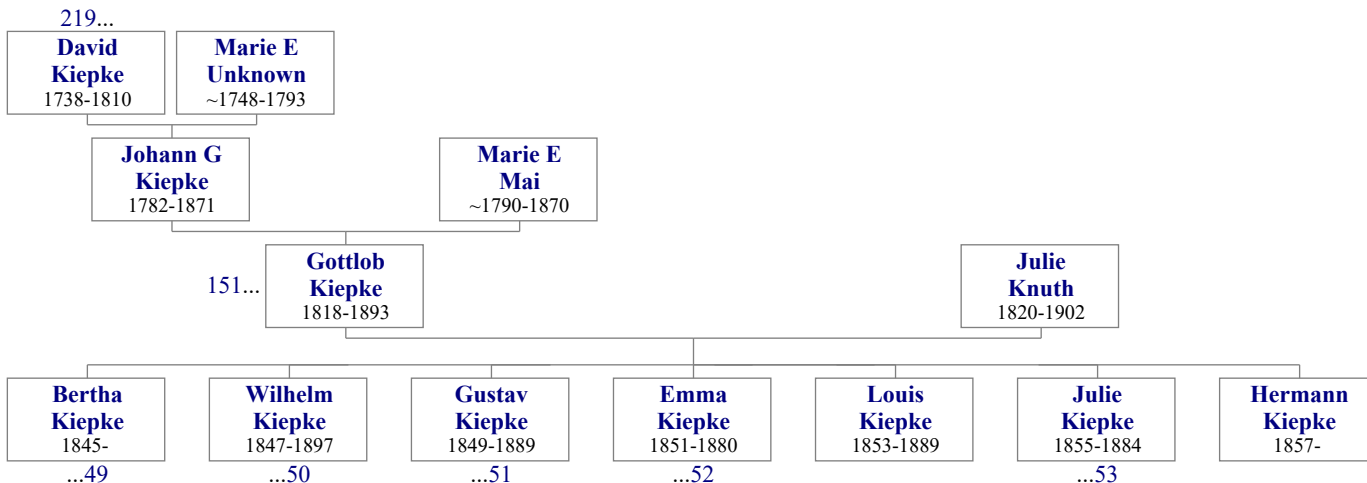 219...
David
Kiepke
1738-1810
Marie E
Unknown
~1748-1793
Johann G
Kiepke
1782-1871
Marie E
Mai
~1790-1870
151...
Gottlob
Kiepke
1818-1893
Julie
Knuth
1820-1902
Bertha
Kiepke
1845-
...49
Wilhelm
Kiepke
1847-1897
...50
Gustav
Kiepke
1849-1889
...51
Emma
Kiepke
1851-1880
...52
Louis
Kiepke
1853-1889
Julie
Kiepke
1855-1884
...53
Hermann
Kiepke
1857-